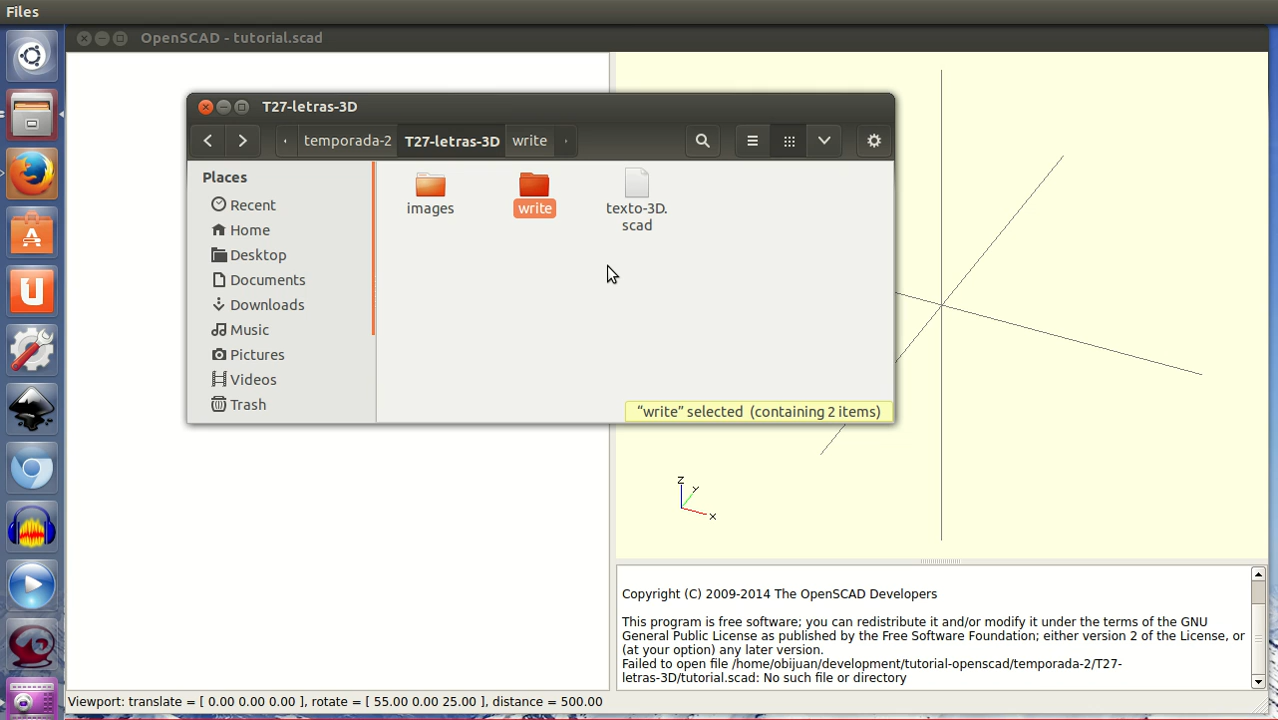 Files
OpenSCAD - tutorial.scad
T27-letras-3D
temporada-2 T27-letras-3D write
Places
Recent
Home
Desktop
Documents
Downloads
Music
Pictures
Videos
Trash
images
write
texto-3D.
scad
“write” selected (containing 2 items)
Z
Y
X
Copyright (C) 2009-2014 The OpenSCAD Developers
This program is free software; you can redistribute it and/or modify it under the terms of the GNU
General Public License as published by the Free Software Foundation; either version 2 of the License, or
(at your option) any later version.
Failed to open file /home/obijuan/development/tutorial-openscad/temporada-2/T27-
letras-3D/tutorial.scad: No such file or directory
Viewport: translate = [ 0.00 0.00 0.00 ], rotate = [ 55.00 0.00 25.00 ], distance = 500.00